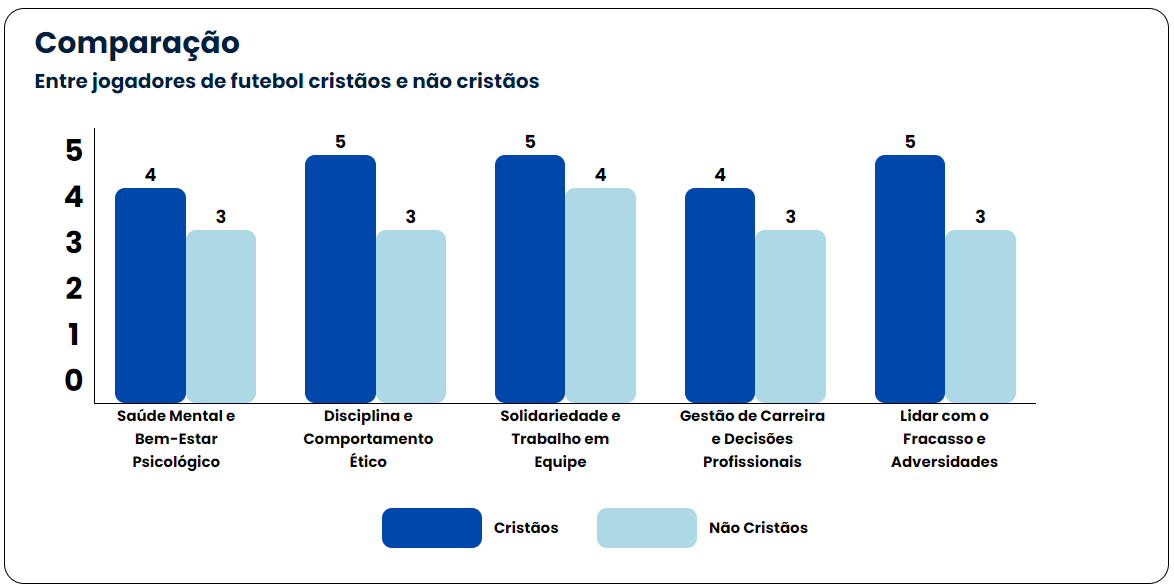 Comparação
Entre jogadores de futebol cristãos e não cristãos
5
4
3
2
1
0
4
3
5
3
5
4
4
3
5
3
Saúde Mental e
Bem-Estar
Psicológico
Disciplina e
Comportamento
Ético
Solidariedade e
Trabalho em
Equipe
Gestão de Carreira
e Decisões
Profissionais
Lidar com o
Fracasso e
Adversidades
Cristãos
Não Cristãos